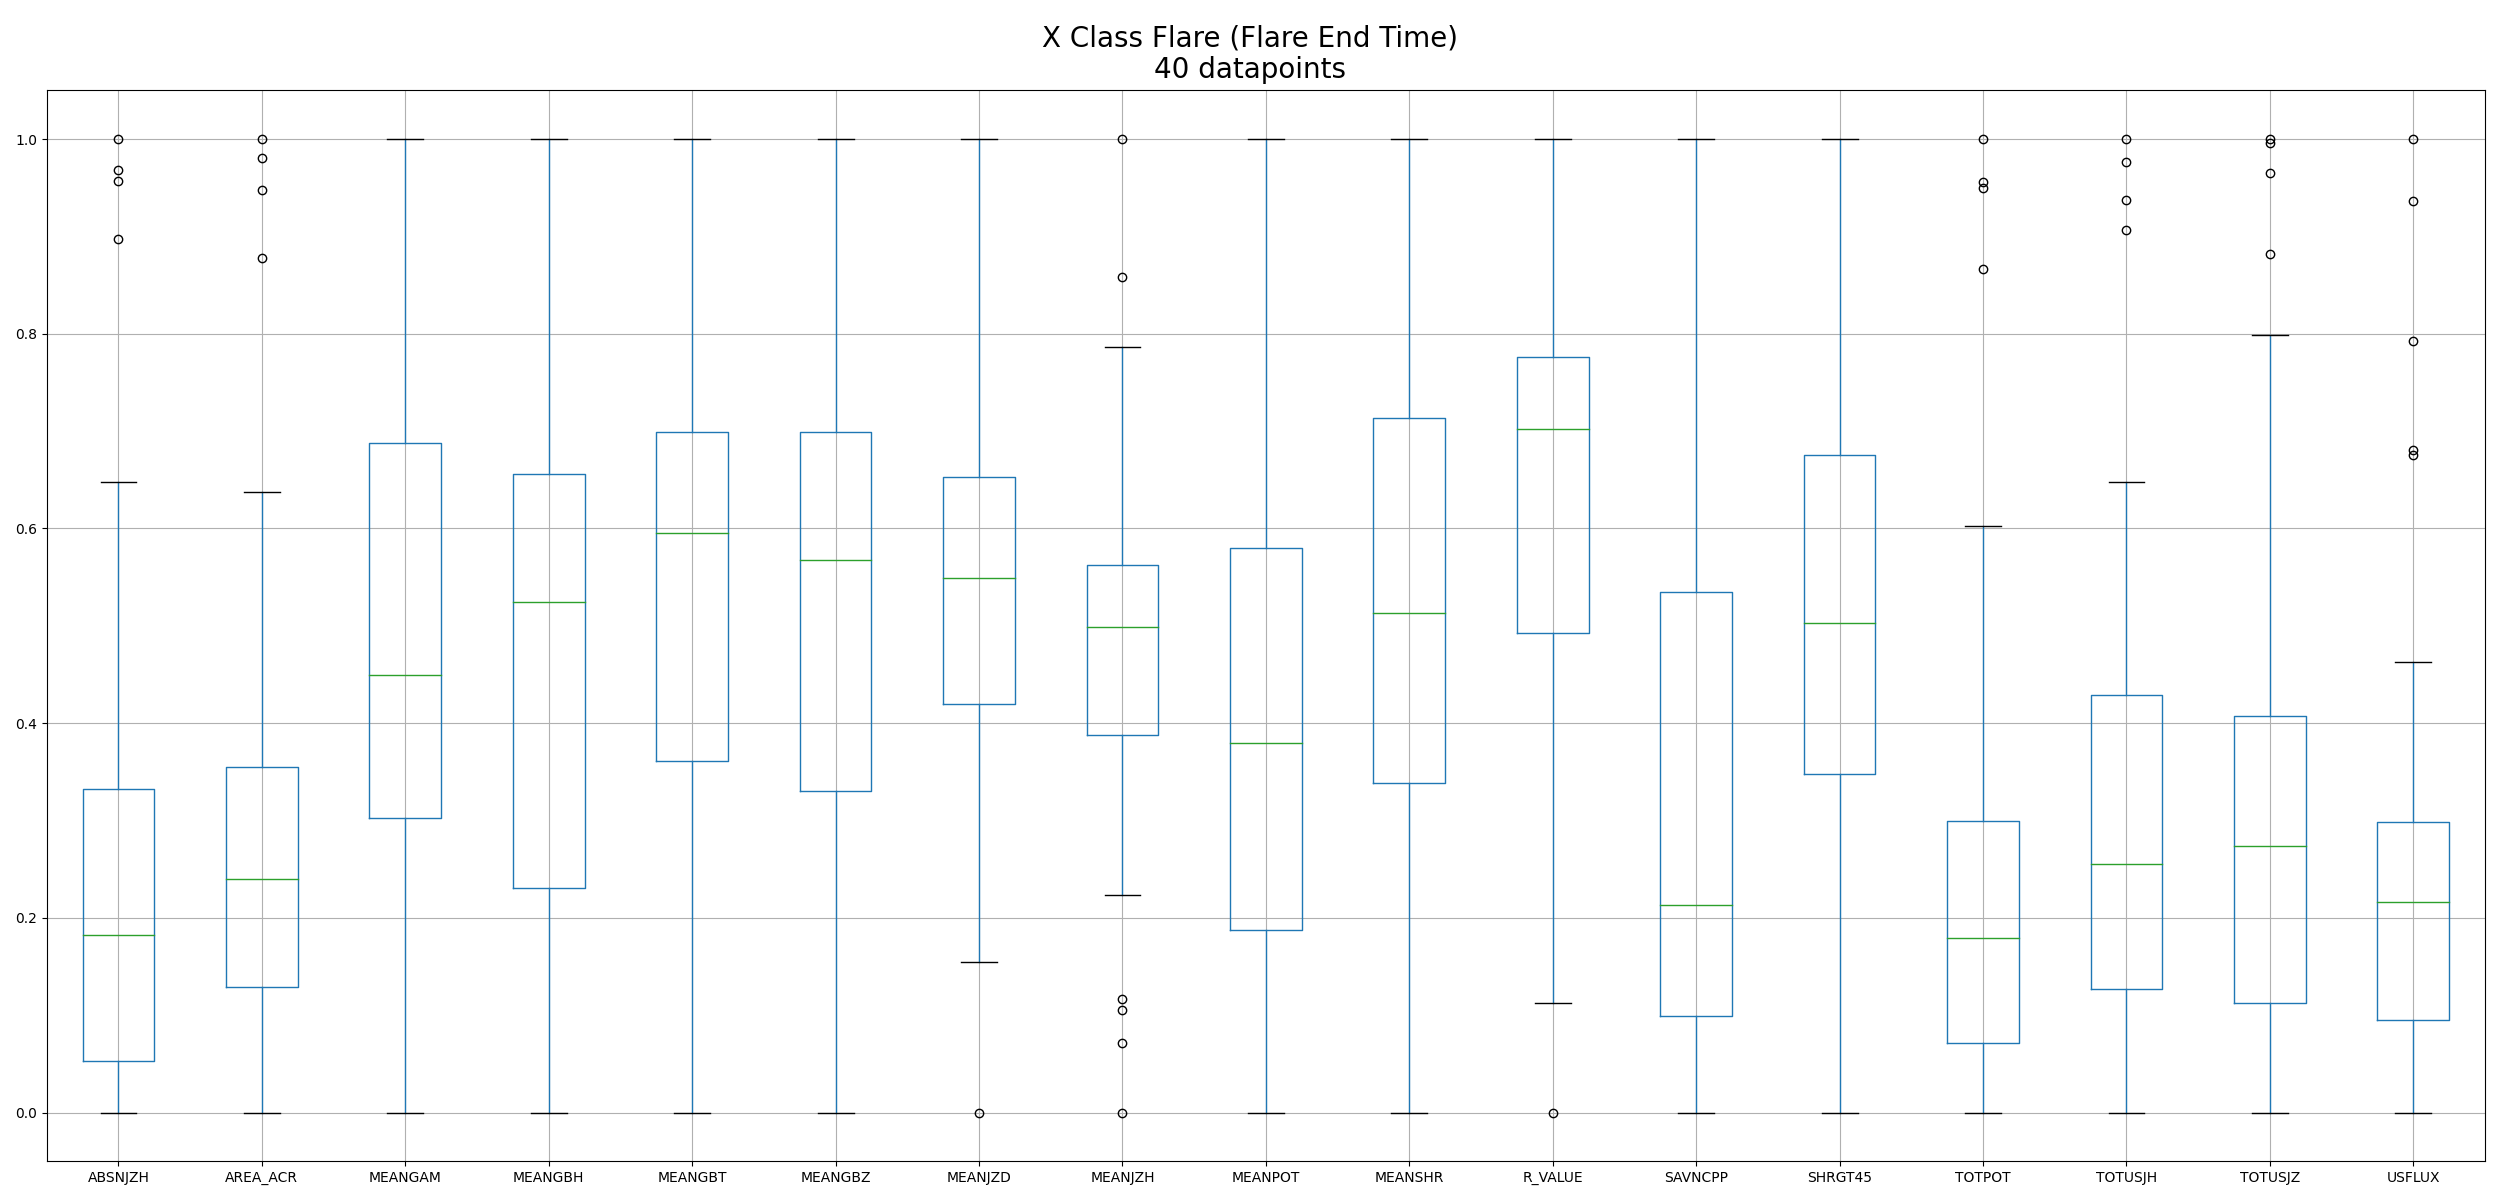 X Class Flare (Flare End Time)
40 datapoints
1.0
0.8
0.6
0.4
0.2
0.0
ABSNJZH AREA_ACR MEANGAM MEANGBH MEANGBT MEANGBZ MEANJZD MEANJZH MEANPOT MEANSHR R_VALUE SAVNCPP SHRGT45 TOTPOT TOTUSJH TOTUSJZ USFLUX